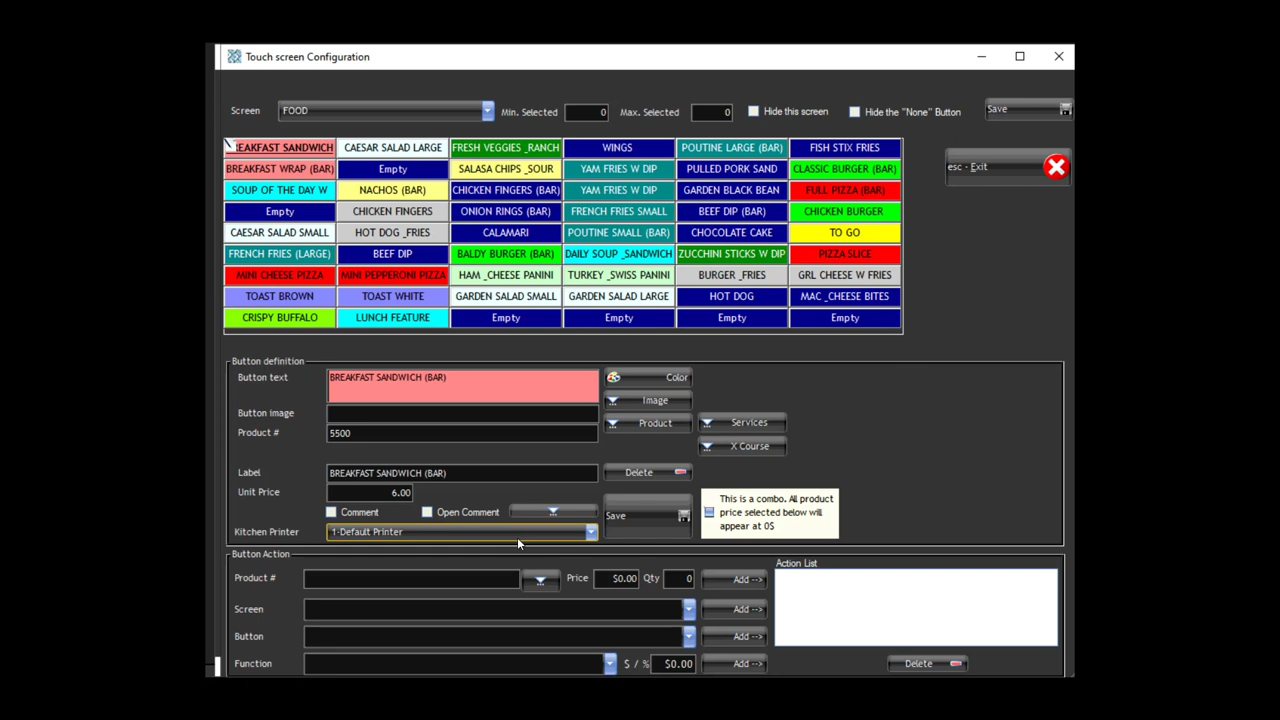 Touch screen Configuration
Screen FOOD Min. Selected 0 Max. Selected 0 Hide this screen Hide the "None" Button Save
EAKFAST SANDWICH CAESAR SALAD LARGE FRESH VEGGIES _RANCH WINGS POUTINE LARGE (BAR) FISH STIX FRIES
esc - Exit
BREAKFAST WRAP (BAR) Empty SALASA CHIPS _SOUR YAM FRIES W DIP PULLED PORK SAND CLASSIC BURGER (BAR)
SOUP OF THE DAY W NACHOS (BAR) CHICKEN FINGERS (BAR) YAM FRIES W DIP GARDEN BLACK BEAN FULL PIZZA (BAR)
Empty CHICKEN FINGERS ONION RINGS (BAR) FRENCH FRIES SMALL BEEF DIP (BAR) CHICKEN BURGER
CAESAR SALAD SMALL HOT DOG _FRIES CALAMARI POUTINE SMALL (BAR) CHOCOLATE CAKE TO GO
FRENCH FRIES (LARGE) BEEF DIP BALDY BURGER (BAR) DAILY SOUP _SANDWICH ZUCCHINI STICKS W DIP PIZZA SLICE
MINI CHEESE PIZZA MINI PEPPERONI PIZZA HAM _CHEESE PANINI TURKEY _SWISS PANINI BURGER _FRIES GRL CHEESE W FRIES
TOAST BROWN TOAST WHITE GARDEN SALAD SMALL GARDEN SALAD LARGE HOT DOG MAC _CHEESE BITES
CRISPY BUFFALO LUNCH FEATURE Empty Empty Empty Empty
Button definition
Button text BREAKFAST SANDWICH (BAR) Color
Image
Button image
Product Services
Product # 5500
X Course
Label BREAKFAST SANDWICH (BAR) Delete
Unit Price 6.00
Comment Open Comment Save
This is a combo. All product
price selected below will
appear at 0$
Kitchen Printer 1-Default Printer
Button Action
Action List
Product # Price $0.00 Qty 0 Add -->
Screen Add -->
Button Add -->
Function $ / % $0.00 Add --> Delete